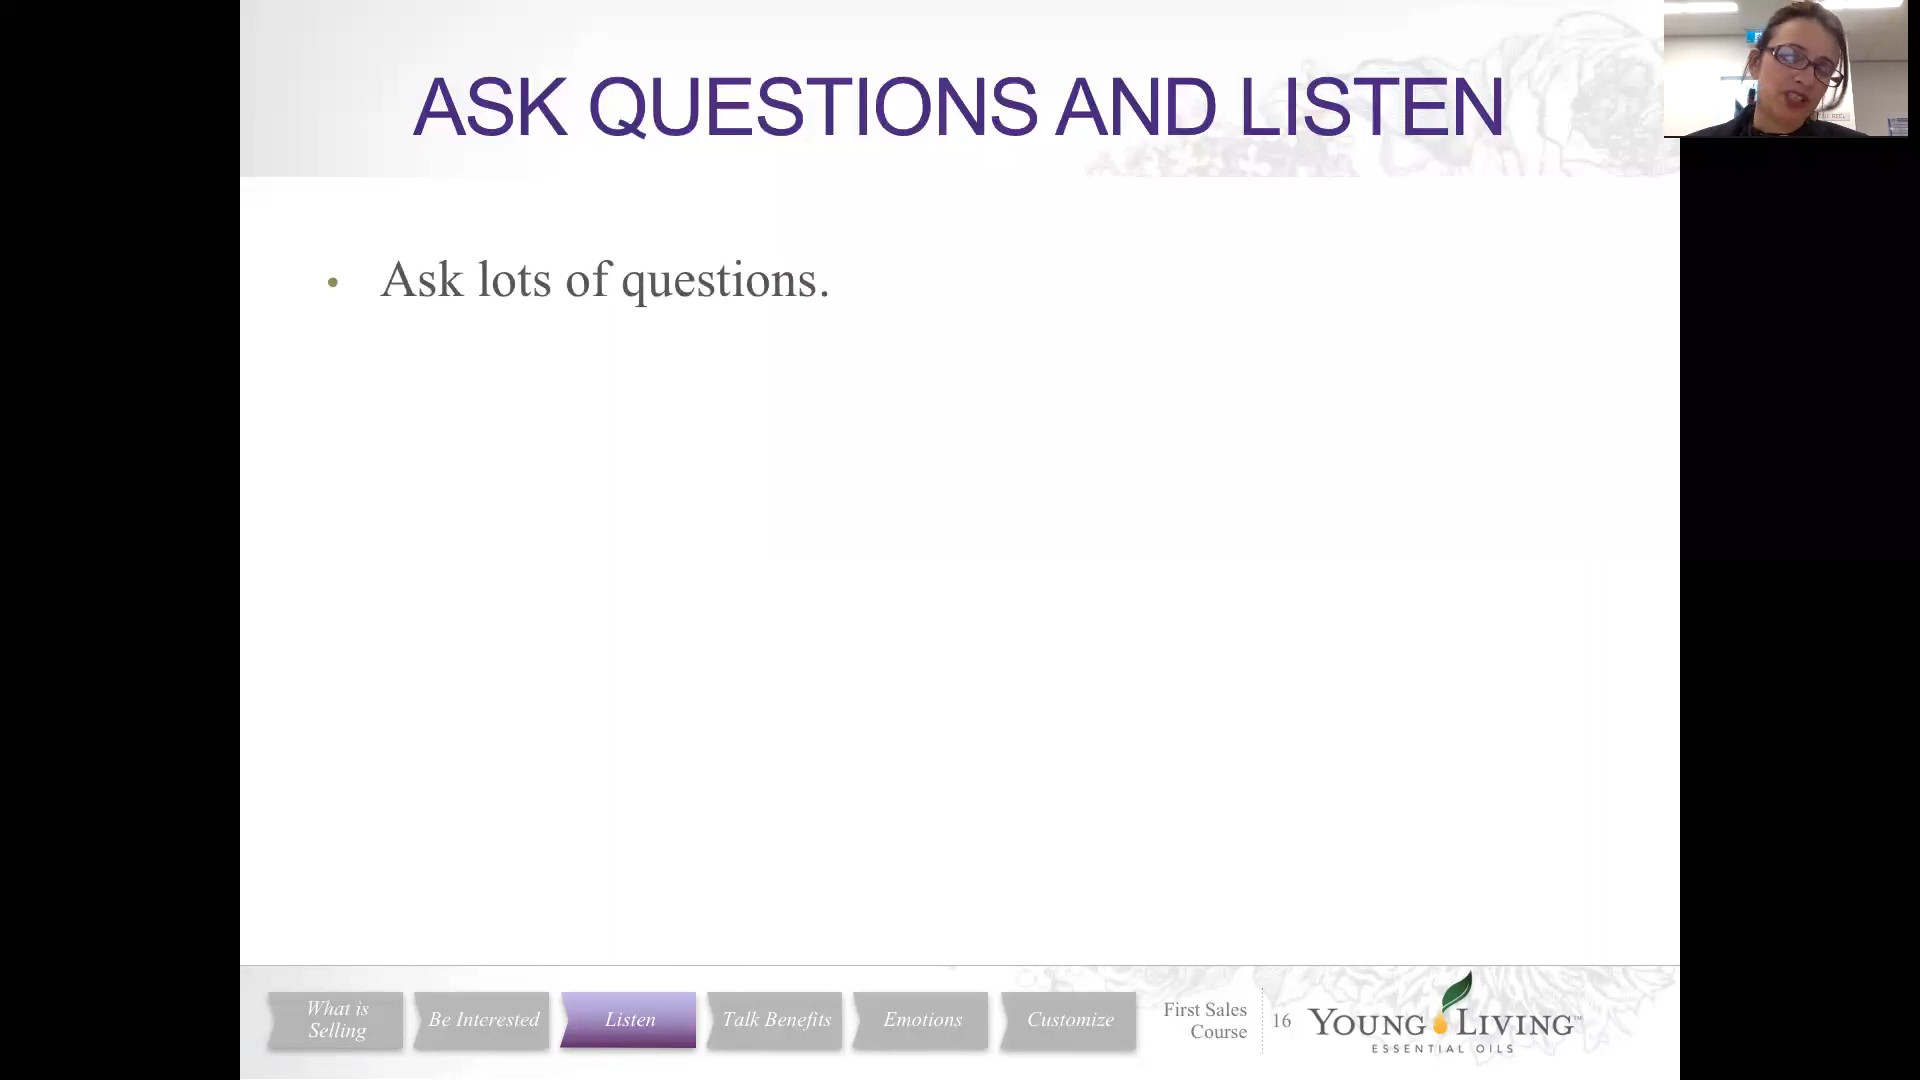 ASK QUESTIONS AND LISTEN
• Ask lots of questions.
What is
Selling
Be Interested
Listen
Talk Benefits
Emotions
Customize
First Sales
Course
16
YOUNG LIVING™
ESSENTIAL OILS